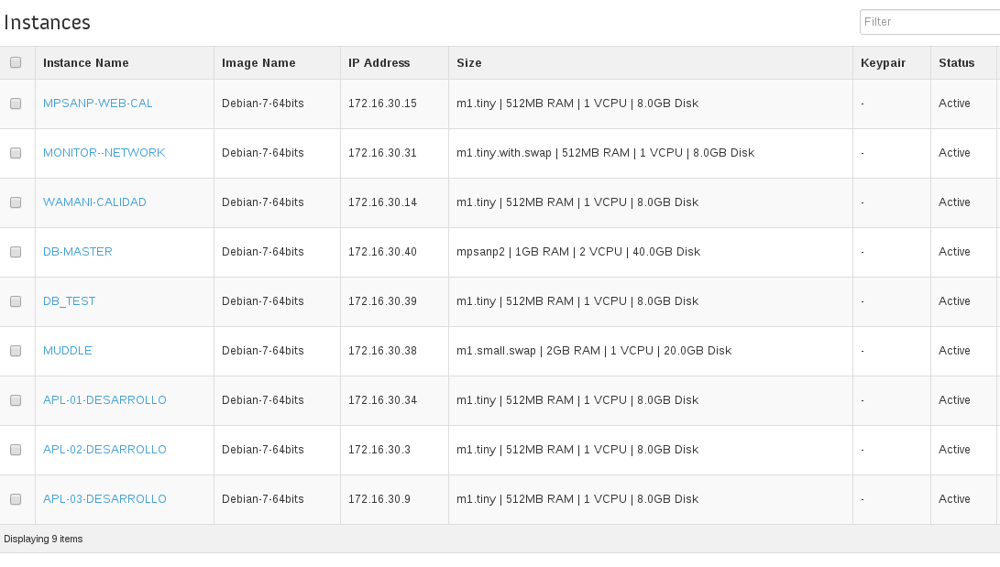 Instances
Filter
Instance Name Image Name IP Address Size Keypair Status
MPSANP-WEB-CAL Debian-7-64bits 172.16.30.15 m1.tiny | 512MB RAM | 1 VCPU | 8.0GB Disk - Active
MONITOR--NETWORK Debian-7-64bits 172.16.30.31 m1.tiny.with.swap | 512MB RAM | 1 VCPU | 8.0GB Disk - Active
WAMANI-CALIDAD Debian-7-64bits 172.16.30.14 m1.tiny | 512MB RAM | 1 VCPU | 8.0GB Disk - Active
DB-MASTER Debian-7-64bits 172.16.30.40 mpsanp2 | 1GB RAM | 2 VCPU | 40.0GB Disk - Active
DB_TEST Debian-7-64bits 172.16.30.39 m1.tiny | 512MB RAM | 1 VCPU | 8.0GB Disk - Active
MUDDLE Debian-7-64bits 172.16.30.38 m1.small.swap | 2GB RAM | 1 VCPU | 20.0GB Disk - Active
APL-01-DESARROLLO Debian-7-64bits 172.16.30.34 m1.tiny | 512MB RAM | 1 VCPU | 8.0GB Disk - Active
APL-02-DESARROLLO Debian-7-64bits 172.16.30.3 m1.tiny | 512MB RAM | 1 VCPU | 8.0GB Disk - Active
APL-03-DESARROLLO Debian-7-64bits 172.16.30.9 m1.tiny | 512MB RAM | 1 VCPU | 8.0GB Disk - Active
Displaying 9 items